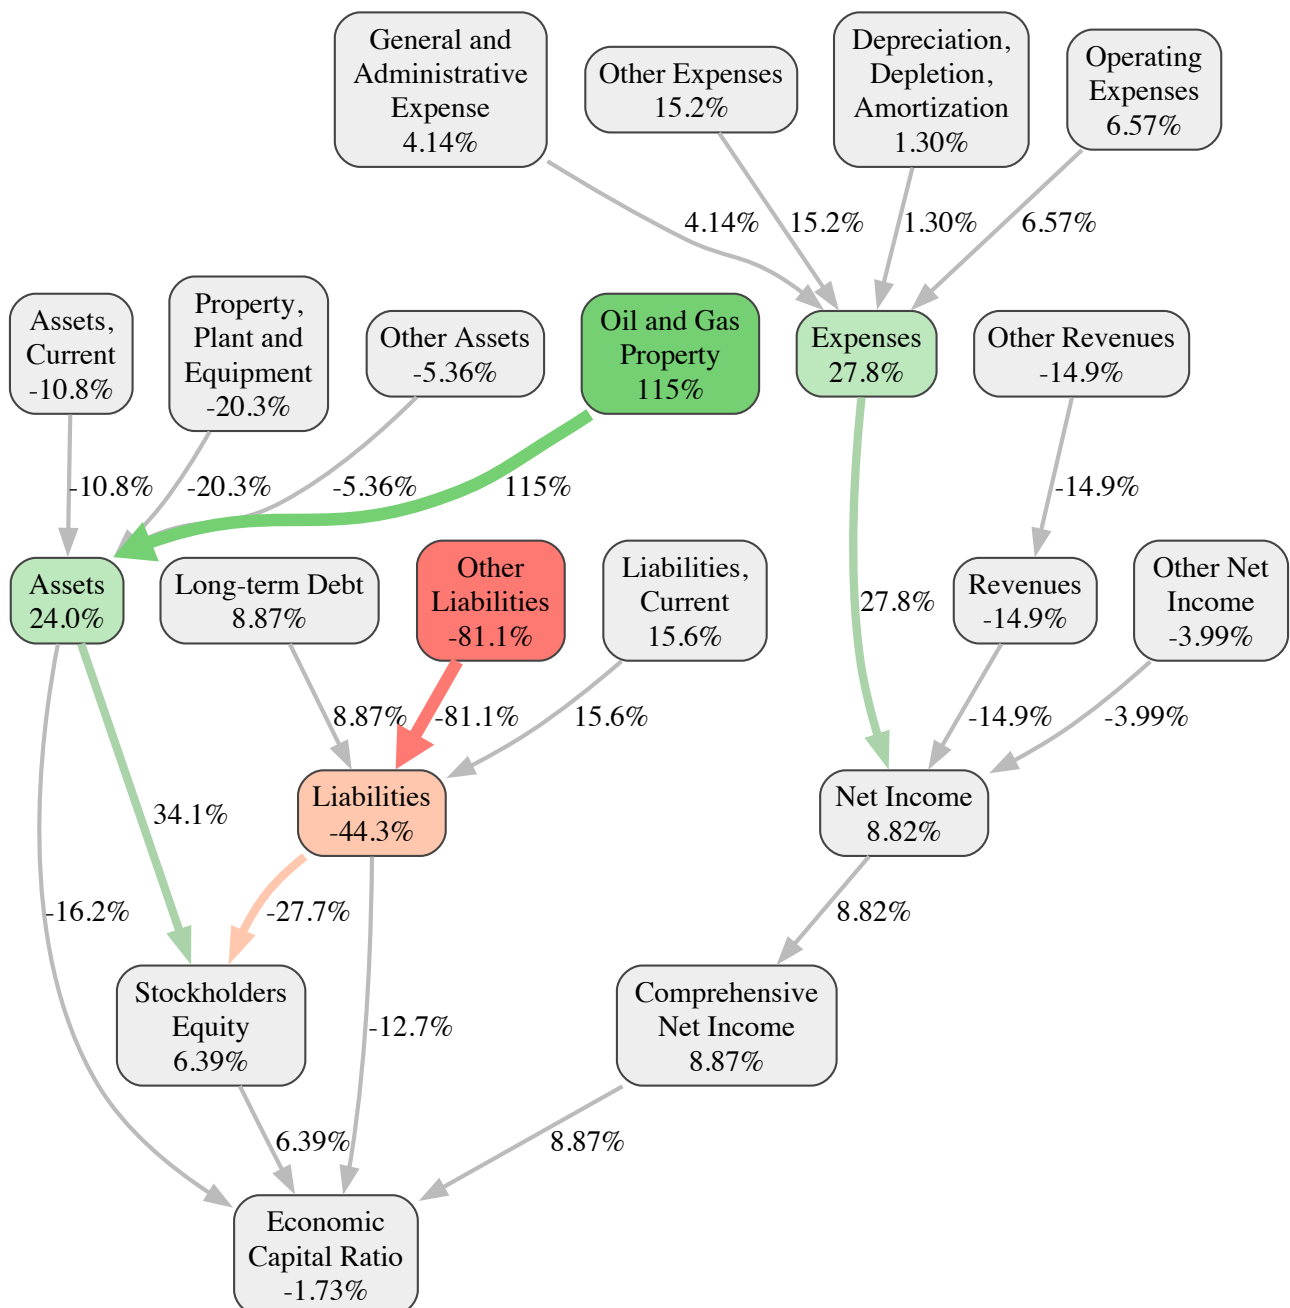 General and
Administrative
Expense
4.14%
Other Expenses
15.2%
Depreciation,
Depletion,
Amortization
1.30%
Operating
Expenses
6.57%
4.14%
15.2%
1.30%
6.57%
Assets,
Current
-10.8%
Property,
Plant and
Equipment
-20.3%
Other Assets
-5.36%
Oil and Gas
Property
115%
Expenses
27.8%
Other Revenues
-14.9%
-10.8%
-20.3%
-5.36%
115%
-14.9%
Assets
24.0%
Long-term Debt
8.87%
Other
Liabilities
-81.1%
Liabilities,
Current
15.6%
27.8%
Revenues
-14.9%
Other Net
Income
-3.99%
8.87%
-81.1%
15.6%
-14.9%
-3.99%
34.1%
Liabilities
-44.3%
Net Income
8.82%
-16.2%
-27.7%
8.82%
Stockholders
Equity
6.39%
-12.7%
Comprehensive
Net Income
8.87%
6.39%
8.87%
Economic
Capital Ratio
-1.73%